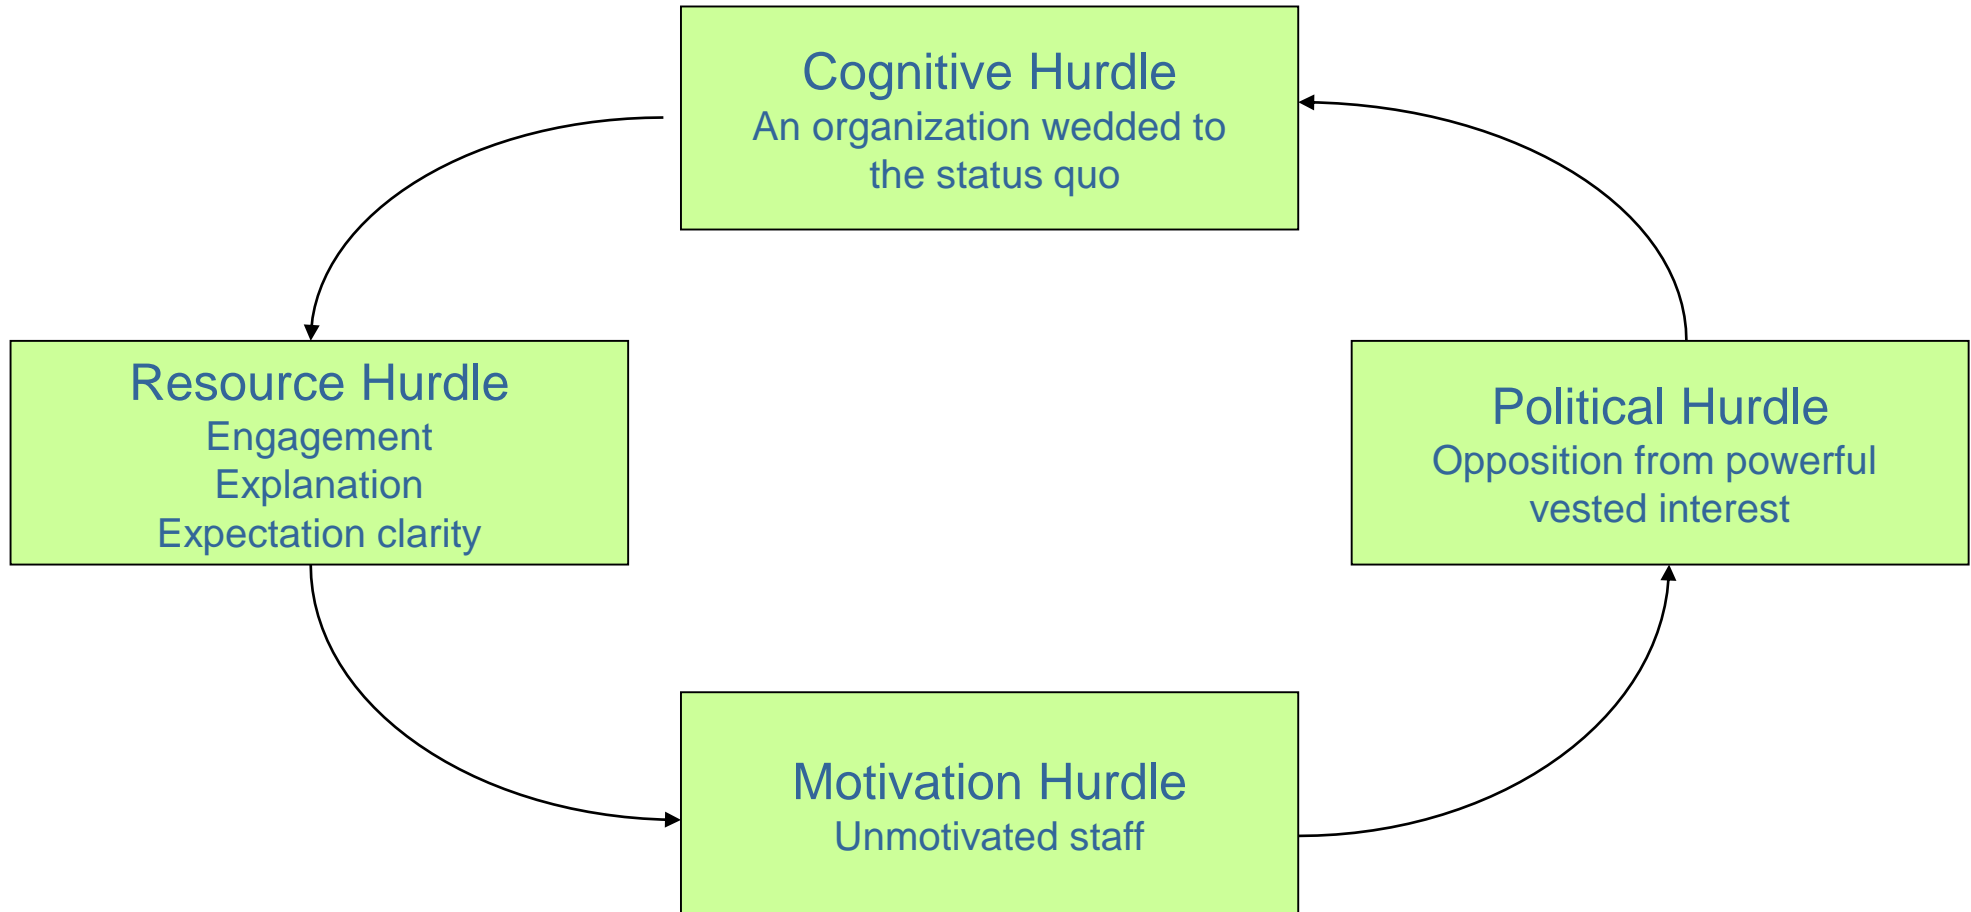 Cognitive Hurdle
An organization wedded to
the status quo
Resource Hurdle
Engagement
Explanation
Expectation clarity
Political Hurdle
Opposition from powerful
vested interest
Motivation Hurdle
Unmotivated staff